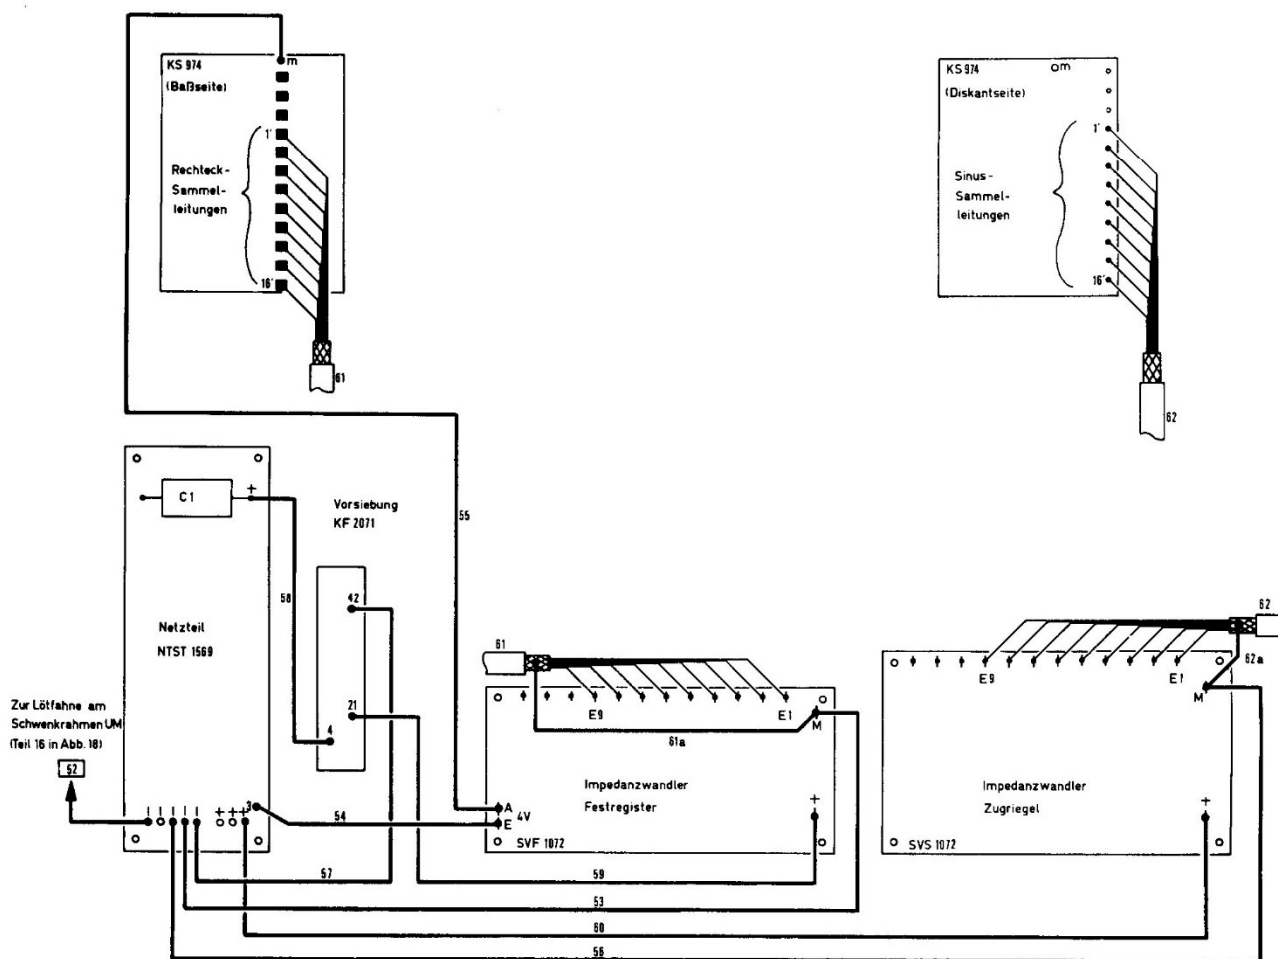 KS 974
m
(Baßseite)
1'
Rechteck-
Sammel-
leitungen
16'
61
KS 974
m
(Diskantseite)
1'
Sinus-
Sammel-
leitungen
16'
62
C1
+
Vorsiebung
KF 2071
55
58
42
Netzteil
NTST 1569
21
4
Zur Lötfahne am
Schwenkrahmen UM
(Teil 16 in Abb. 18)
52
3
+++
54
57
61
E9
E1
M
61a
Impedanzwandler
Festregister
+
A
4V
E
SVF 1072
62
62a
E9
E1
M
Impedanzwandler
Zugriegel
+
SVS 1072
59
53
60
56